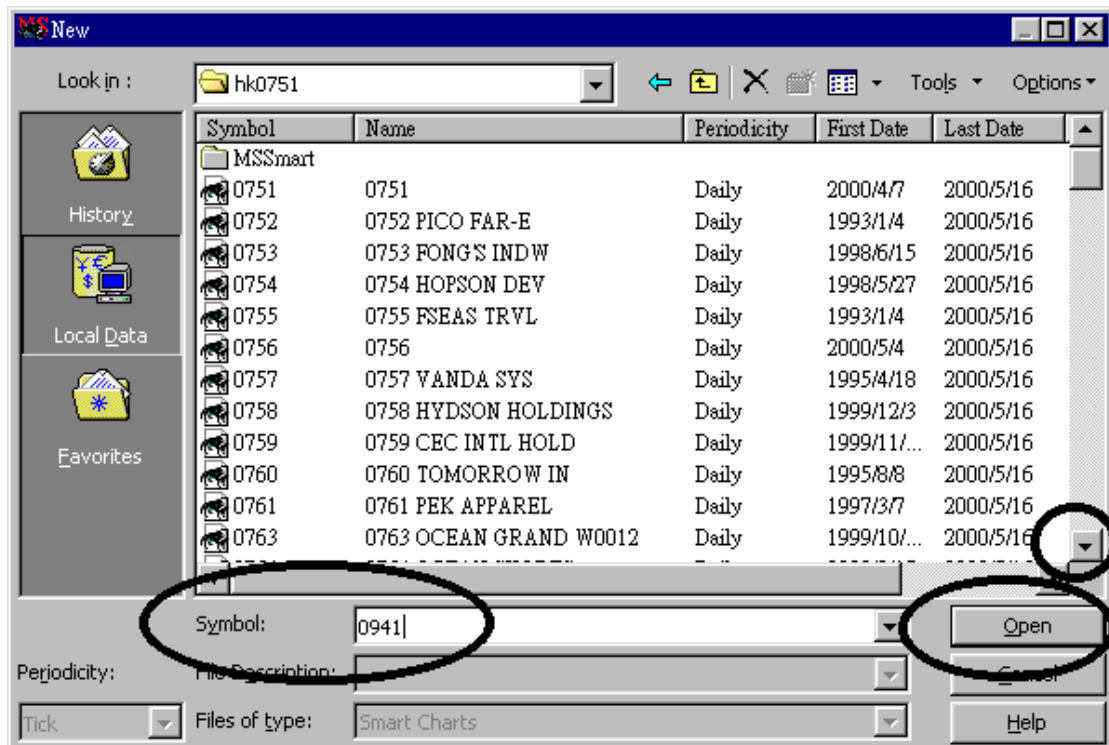 MS New
Look in : hk0751 Tools Options
Symbol Name Periodicity First Date Last Date
MSSmart
0751 0751 Daily 2000/4/7 2000/5/16
0752 0752 PICO FAR-E Daily 1993/1/4 2000/5/16
0753 0753 FONG'S INDW Daily 1998/6/15 2000/5/16
0754 0754 HOPSON DEV Daily 1998/5/27 2000/5/16
0755 0755 FSEAS TRVL Daily 1993/1/4 2000/5/16
0756 0756 Daily 2000/5/4 2000/5/16
0757 0757 VANDA SYS Daily 1995/4/18 2000/5/16
0758 0758 HYDSON HOLDINGS Daily 1999/12/3 2000/5/16
0759 0759 CEC INTL HOLD Daily 1999/11/... 2000/5/16
0760 0760 TOMORROW IN Daily 1995/8/8 2000/5/16
0761 0761 PEK APPAREL Daily 1997/3/7 2000/5/16
0763 0763 OCEAN GRAND W0012 Daily 1999/10/... 2000/5/16
History
Local Data
Favorites
Symbol: 0941 Open
Periodicity: File Description: Cancel
Tick Files of type: Smart Charts Help